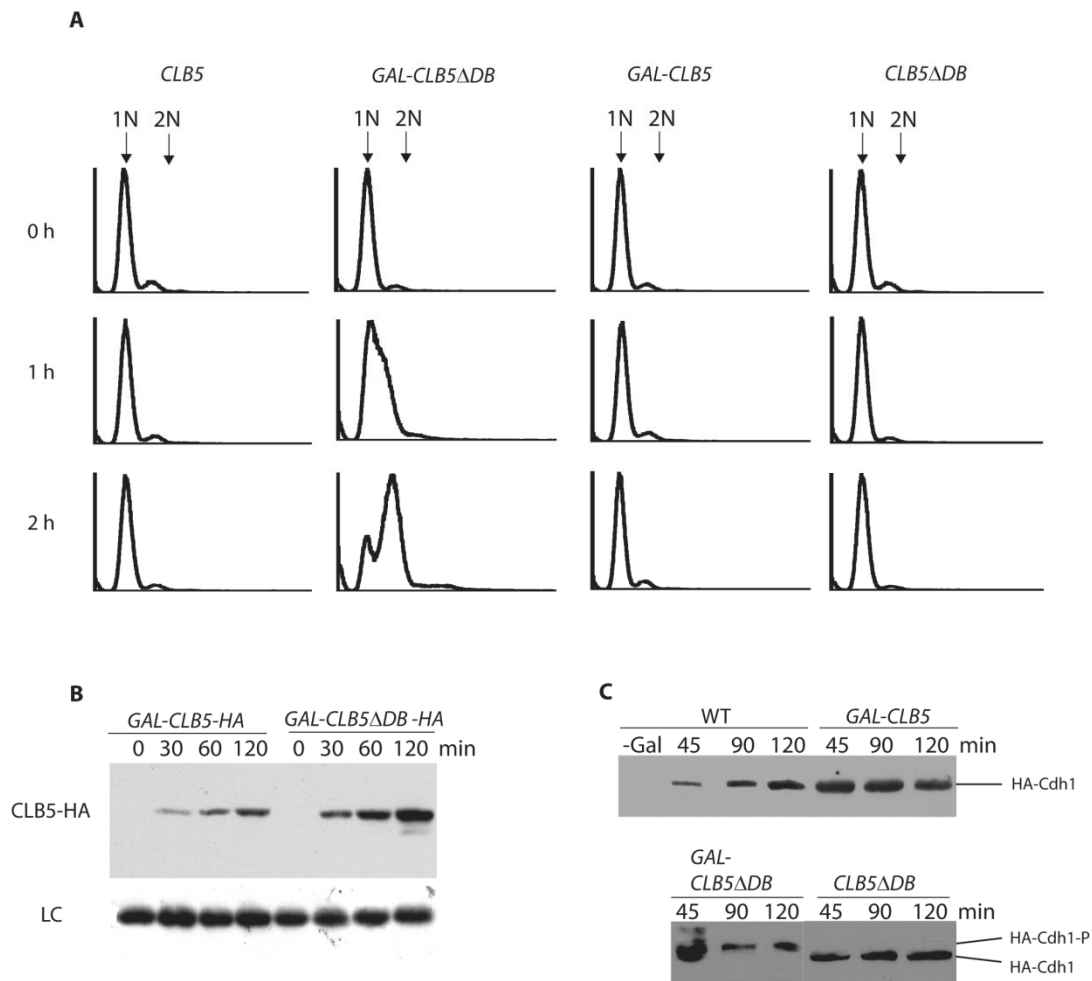 A
CLB5 GAL-CLB5ΔDB GAL-CLB5 CLB5ΔDB
1N 2N 1N 2N 1N 2N 1N 2N
0 h
1 h
2 h
B
GAL-CLB5-HA GAL-CLB5ΔDB -HA
0 30 60 120 0 30 60 120 min
CLB5-HA
LC
C
WT GAL-CLB5
-Gal 45 90 120 45 90 120 min
HA-Cdh1
GAL-
CLB5ΔDB CLB5ΔDB
45 90 120 45 90 120 min
HA-Cdh1-P
HA-Cdh1